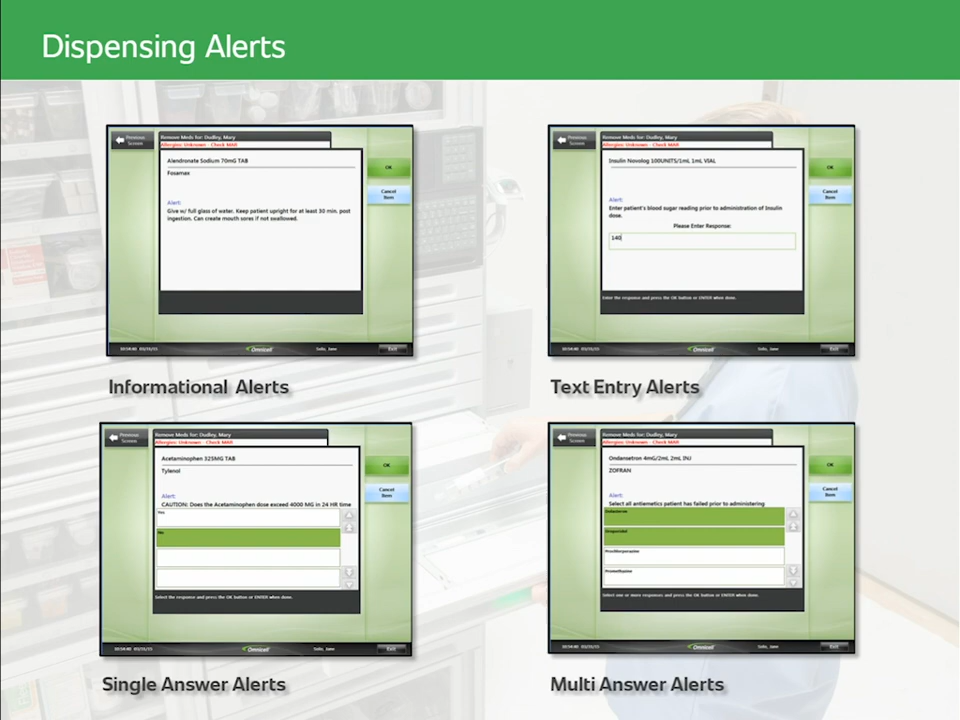 Dispensing Alerts
Previous
Screen
Remove Meds for: Dudley, Mary
Allergies: Unknown - Check MAR
Alendronate Sodium 70mG TAB
Fosamax
OK
Cancel
Item
Alert:
Give w/ full glass of water. Keep patient upright for at least 30 min. post
ingestion. Can create mouth sores if not swallowed.
Omnicell
Exit
Informational Alerts
Previous
Screen
Remove Meds for: Dudley, Mary
Allergies: Unknown - Check MAR
Insulin Novolog 100UNITS/1mL 1mL VIAL
OK
Cancel
Item
Alert:
Enter patient's blood sugar reading prior to administration of Insulin
dose.
Please Enter Response:
140
Enter the response and press the OK button or ENTER when done.
Omnicell
Exit
Text Entry Alerts
Previous
Screen
Remove Meds for: Dudley, Mary
Allergies: Unknown - Check MAR
Acetaminophen 325MG TAB
Tylenol
OK
Cancel
Item
Alert:
CAUTION: Does the Acetaminophen dose exceed 4000 MG in 24 HR time
Yes
No
Select the response and press the OK button or ENTER when done.
Omnicell
Exit
Single Answer Alerts
Previous
Screen
Remove Meds for: Dudley, Mary
Allergies: Unknown - Check MAR
Ondansetron 4mG/2mL 2mL INJ
ZOFRAN
OK
Cancel
Item
Alert:
Select all antiemetics patient has failed prior to administering
Dolasetron
Droperidol
Prochlorperazine
Promethazine
Select one or more responses and press the OK button or ENTER when done.
Omnicell
Exit
Multi Answer Alerts